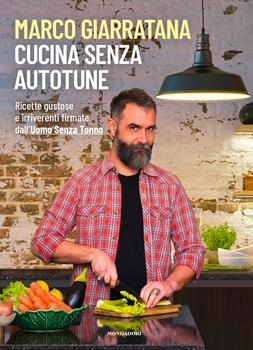 MARCO GIARRATANA
CUCINA SENZA
AUTOTUNE
Ricette gustose
e irriverenti firmate
dall'Uomo Senza Tonno
MONDADORI